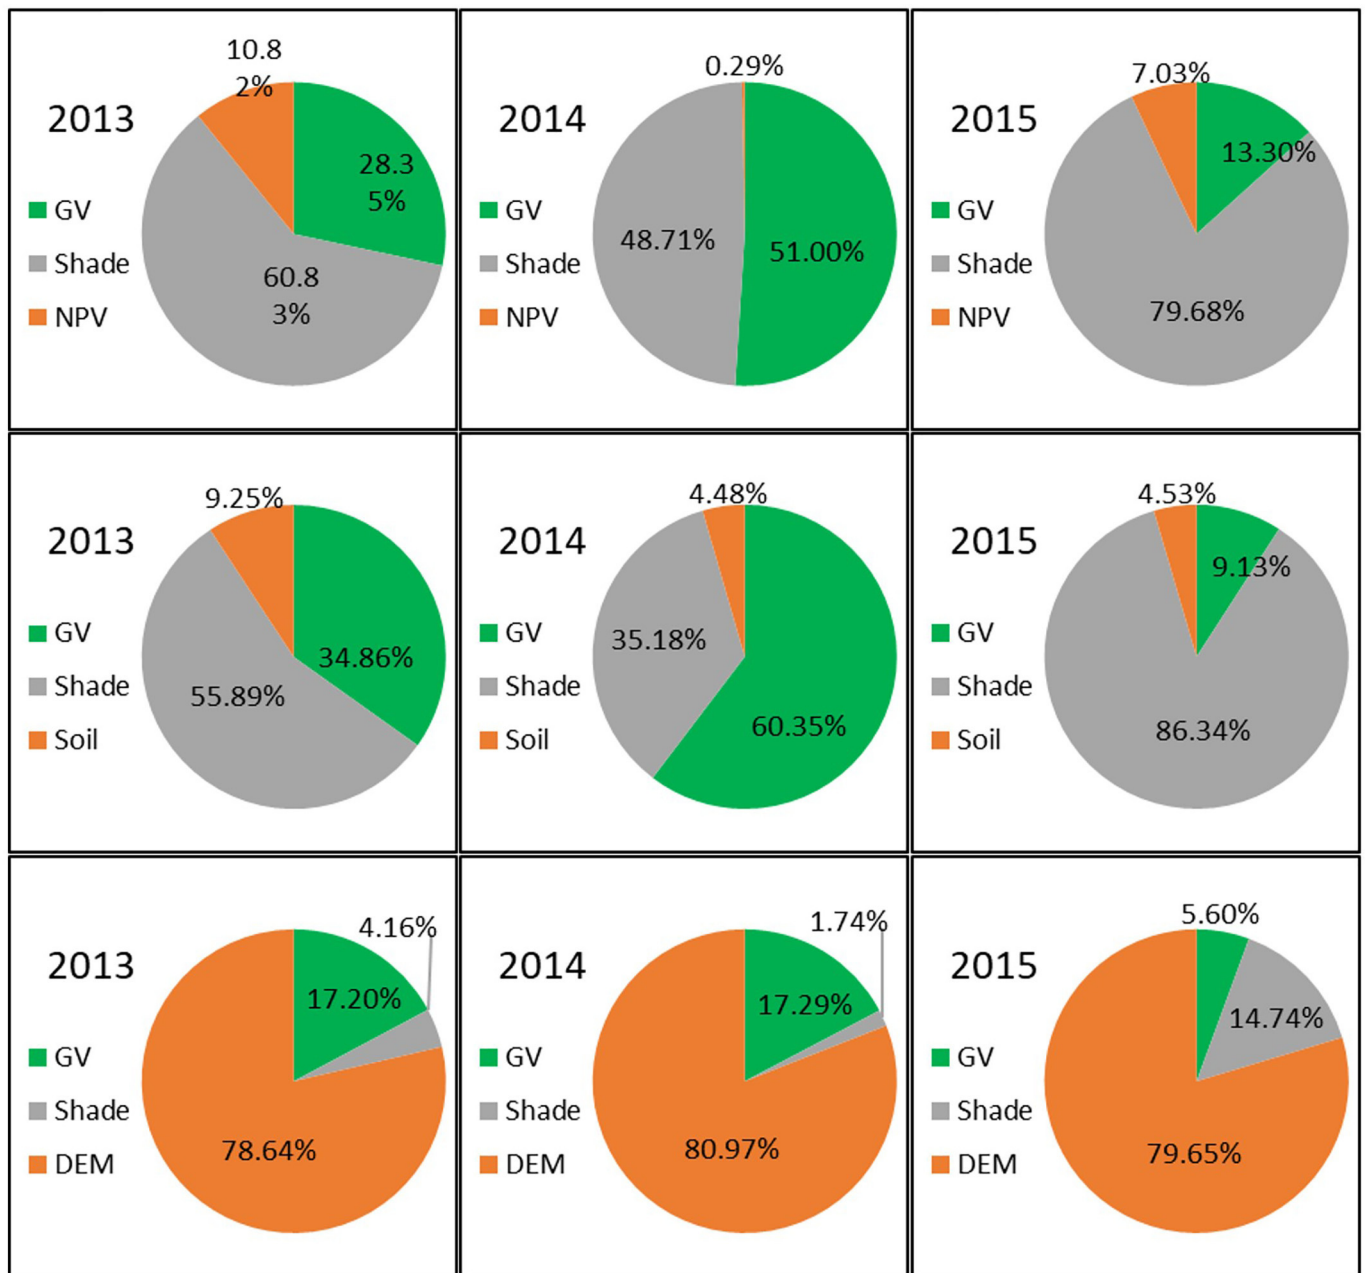 10.8
2%
2013
28.3
5%
GV
Shade
60.8
3%
NPV
0.29%
2014
GV
48.71%
51.00%
Shade
NPV
7.03%
2015
13.30%
GV
Shade
79.68%
NPV
9.25%
2013
GV
34.86%
Shade
55.89%
Soil
4.48%
2014
GV
35.18%
Shade
60.35%
Soil
4.53%
2015
9.13%
GV
Shade
86.34%
Soil
4.16%
2013
17.20%
GV
Shade
78.64%
DEM
1.74%
2014
17.29%
GV
Shade
80.97%
DEM
5.60%
2015
14.74%
GV
Shade
79.65%
DEM